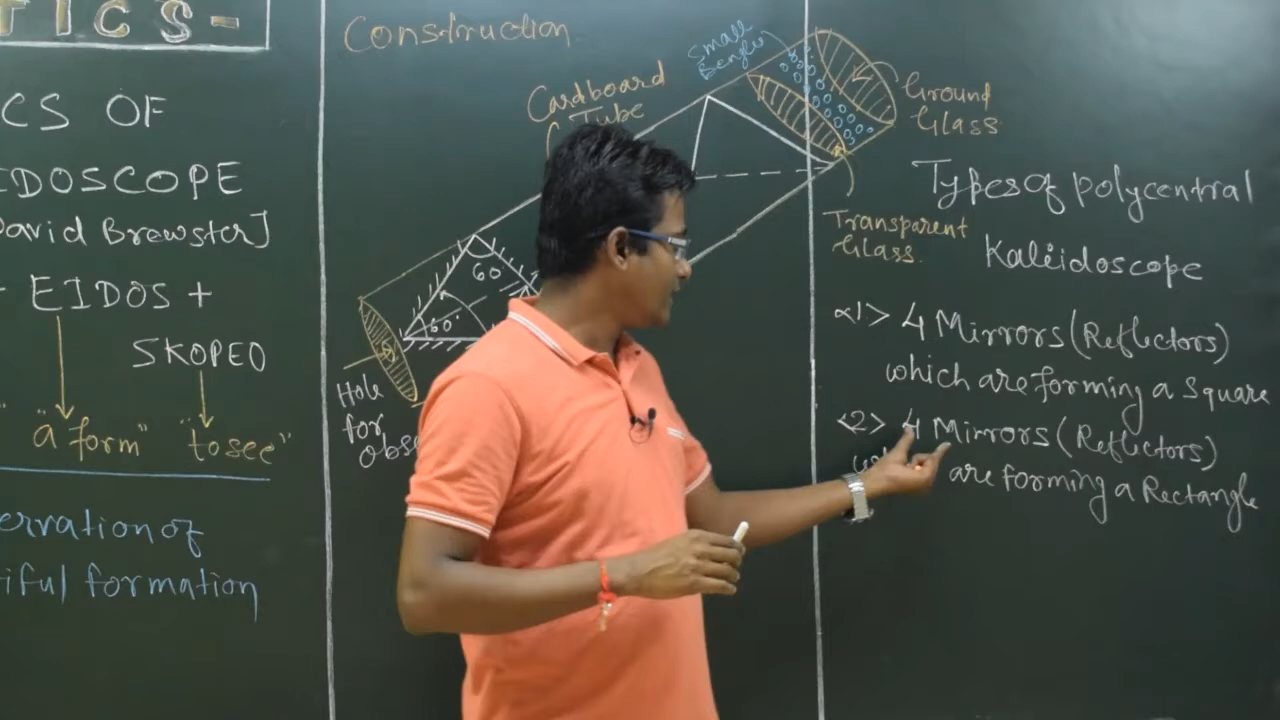 TICS-
CS OF
IDOSCOPE
David Brewster]
EIDOS +
SKOPEO
"a form" "to see"
ervation of
iful formation
Construction
Cardboard
Tube
Small
60°
60°
Hole
for
obse
Ground
Glass
Transparent
Glass
Types of polycentral
Kaleidoscope
<1> 4 Mirrors (Reflectors)
which are forming a square
<2> 4 Mirrors (Reflectors)
are forming a Rectangle